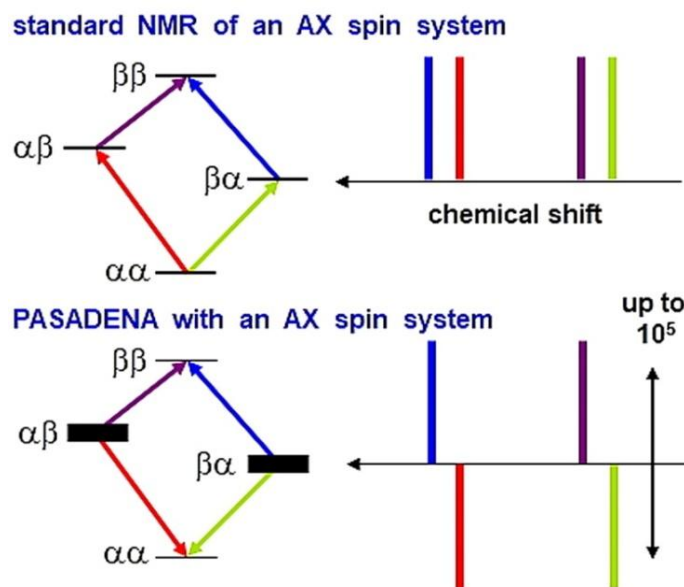 standard NMR of an AX spin system
ββ
αβ
βα
αα
chemical shift
PASADENA with an AX spin system
up to
10⁵
ββ
αβ
βα
αα